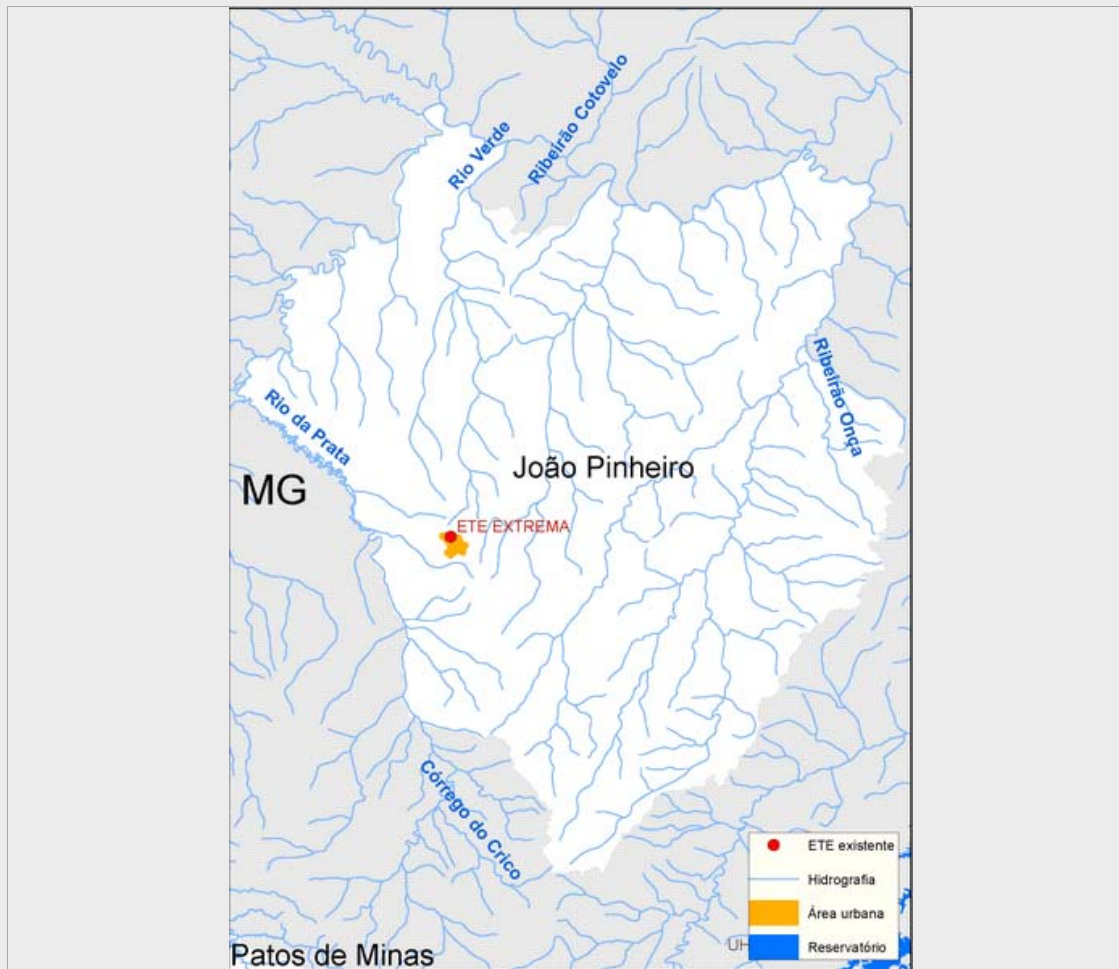 Ribeirão Cotovelo
Rio Verde
Ribeirão Onça
Rio da Prata
João Pinheiro
MG
ETE EXTREMA
Córrego do Crico
ETE existente
Hidrografia
Área urbana
UH
Reservatório
Patos de Minas